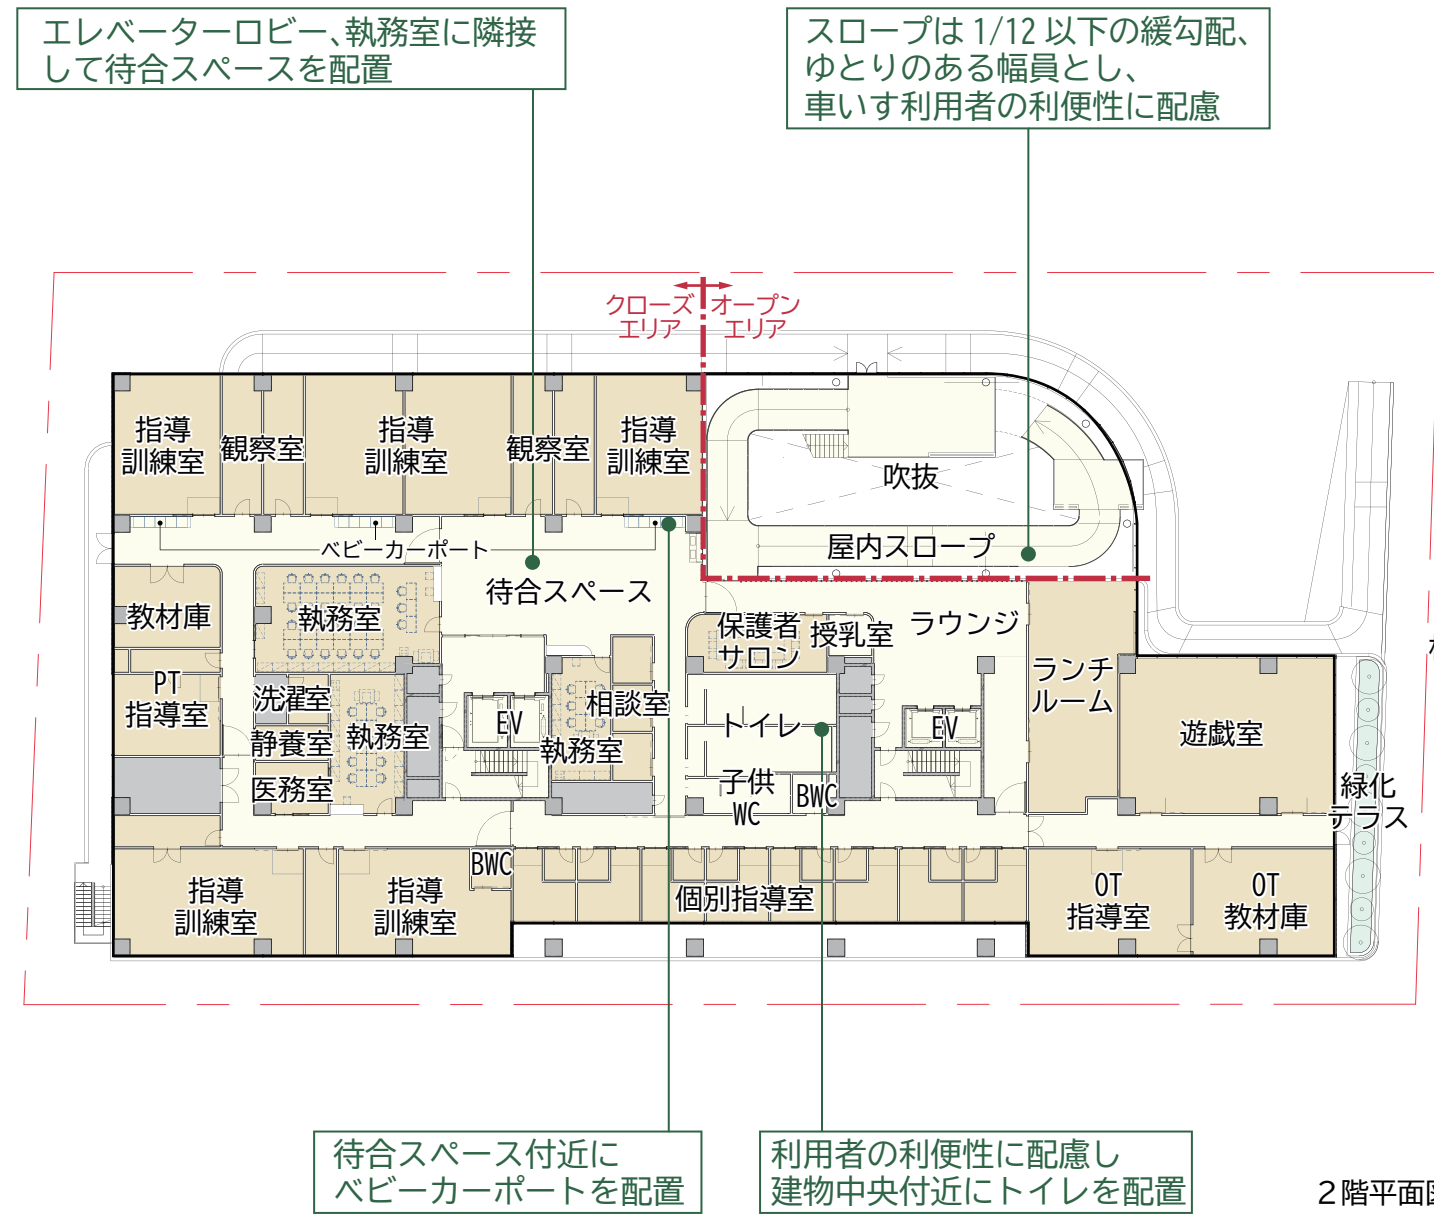 エレベーターロビー、執務室に隣接
して待合スペースを配置
スロープは 1/12 以下の緩勾配、
ゆとりのある幅員とし、
車いす利用者の利便性に配慮
クローズ
エリア
オープン
エリア
指導
訓練室
観察室
指導
訓練室
観察室
指導
訓練室
吹抜
屋内スロープ
ベビーカーポート
待合スペース
教材庫
執務室
保護者
サロン
授乳室
ラウンジ
ランチ
ルーム
PT
指導室
洗濯室
静養室
医務室
執務室
EV
執務室
相談室
トイレ
子供
WC
BWC
EV
遊戯室
緑化
テラス
指導
訓練室
指導
訓練室
BWC
個別指導室
OT
指導室
OT
教材庫
待合スペース付近に
ベビーカーポートを配置
利用者の利便性に配慮し
建物中央付近にトイレを配置
2階平面図